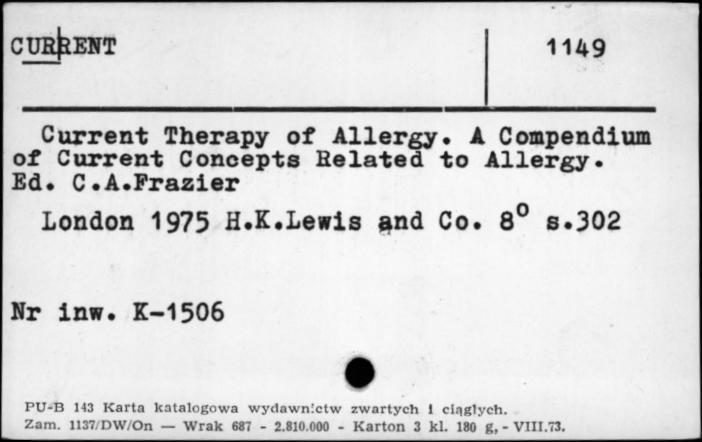 CURRENT 1149
Current Therapy of Allergy. A Compendium
of Current Concepts Related to Allergy.
Ed. C.A.Frazier
London 1975 H.K.Lewis and Co. 8° s.302
Nr inw. K-1506
PU-B 143 Karta katalogowa wydawnictw zwartych i ciągłych.
Zam. 1137/DW/On — Wrak 687 - 2.810.000 - Karton 3 kl. 180 g, - VIII.73.